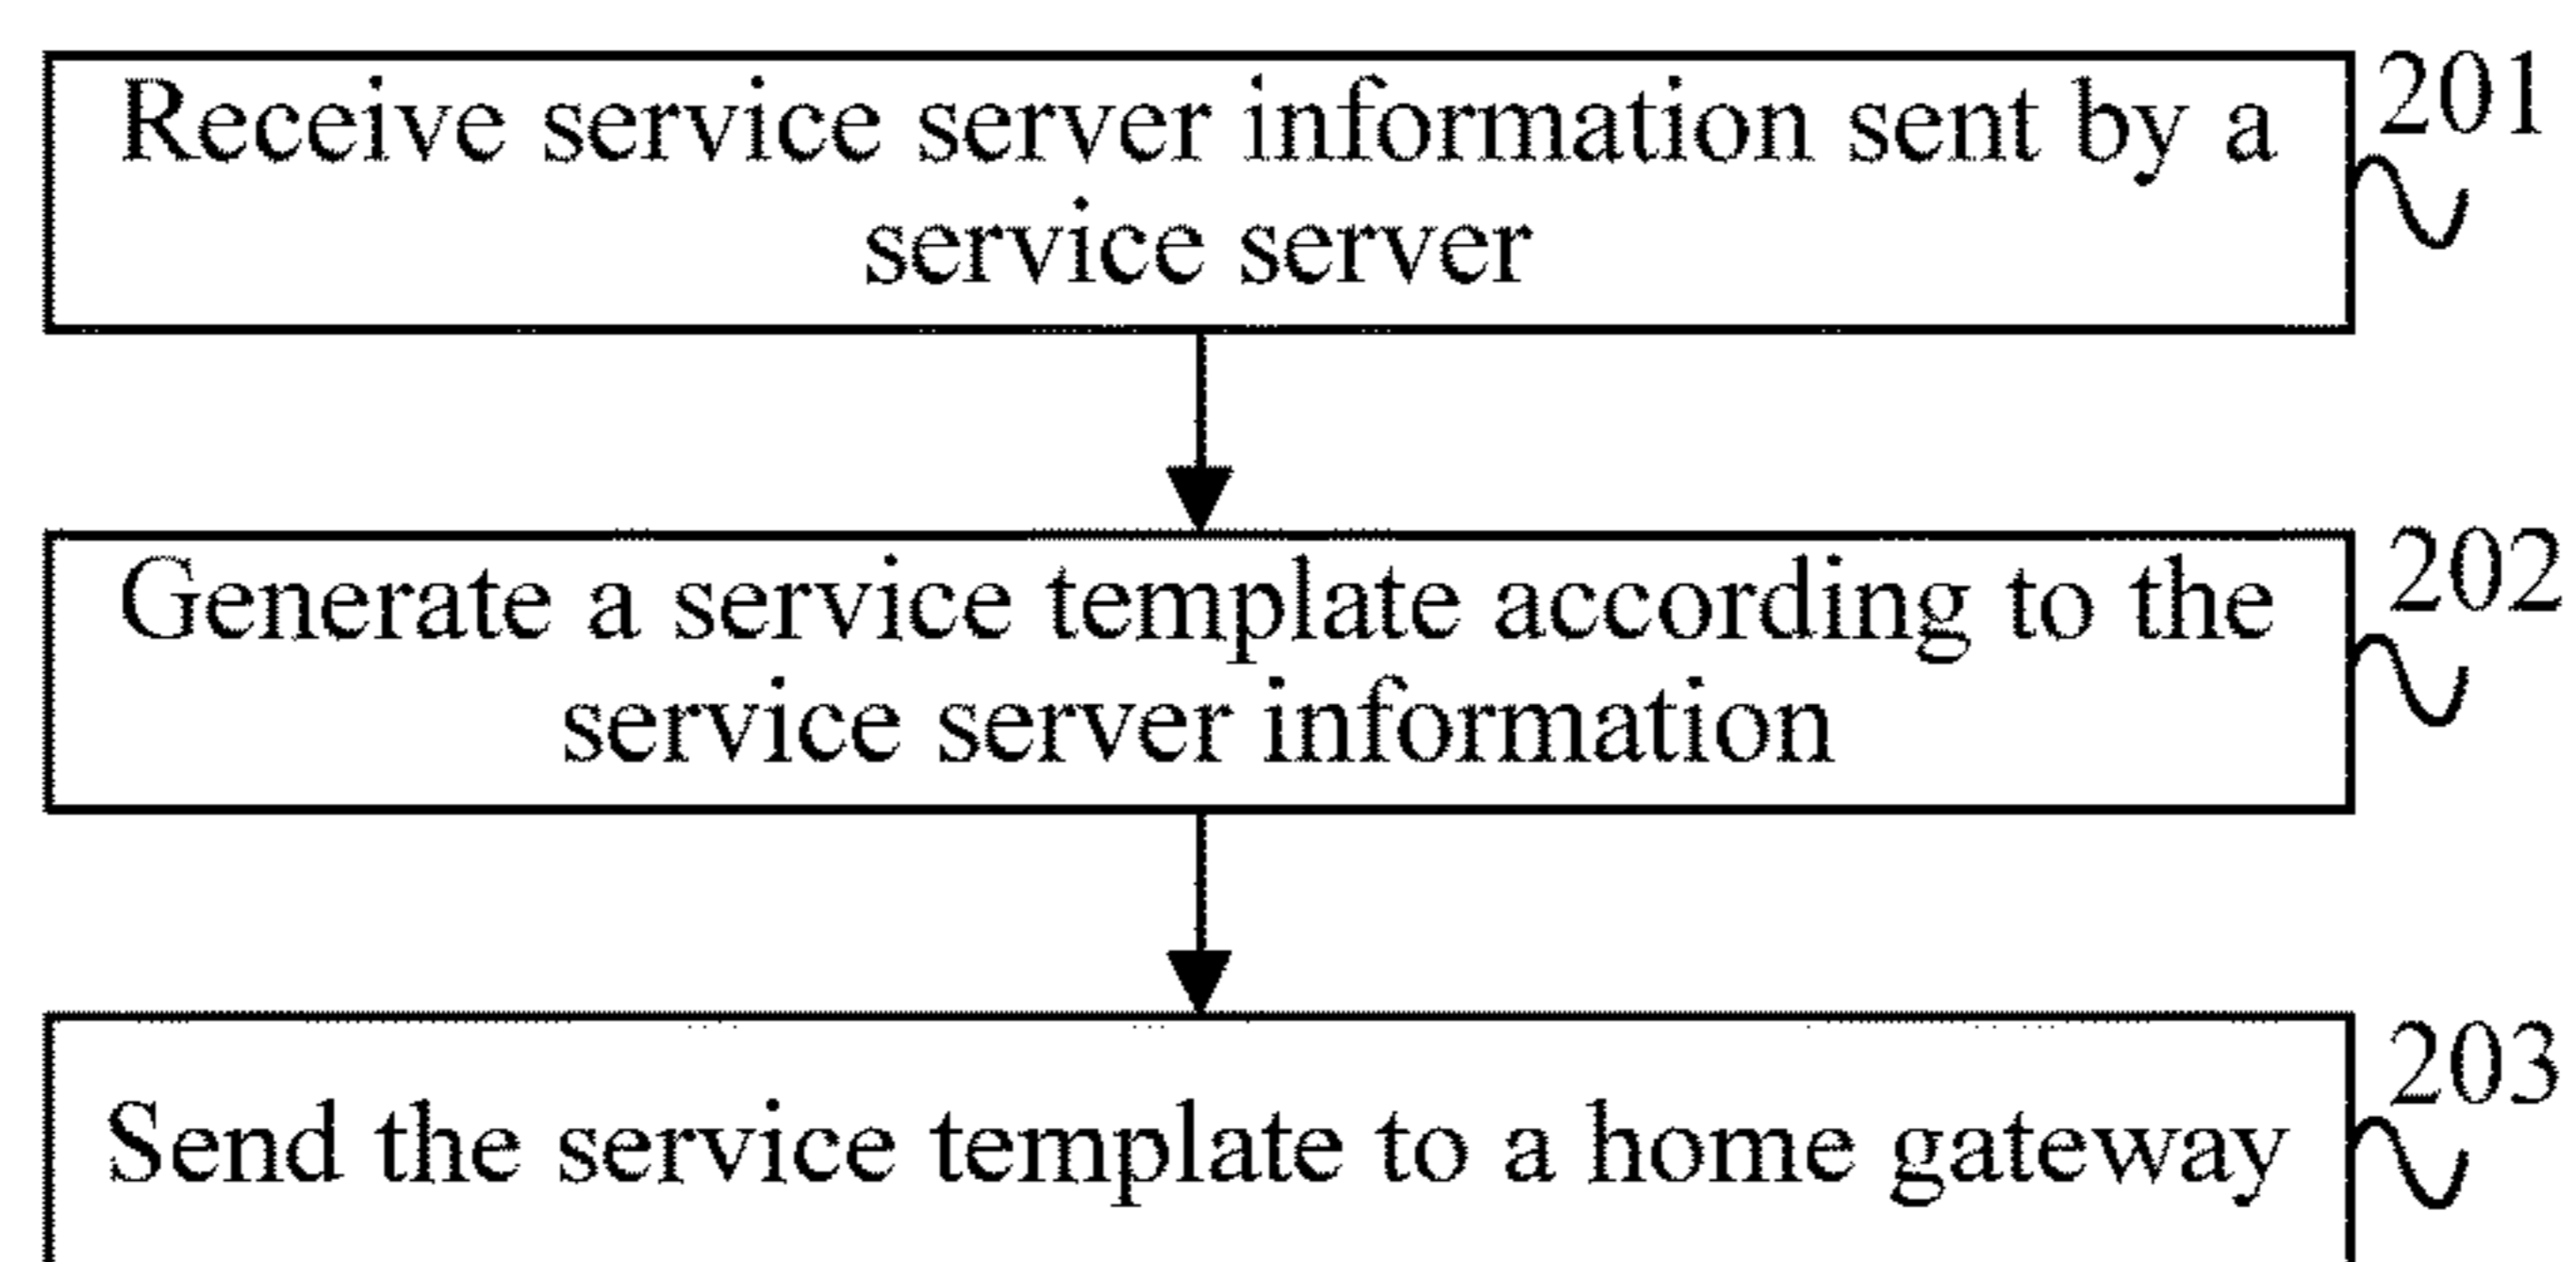 Receive service server information sent by a
service server
201
Generate a service template according to the
service server information
202
Send the service template to a home gateway
203